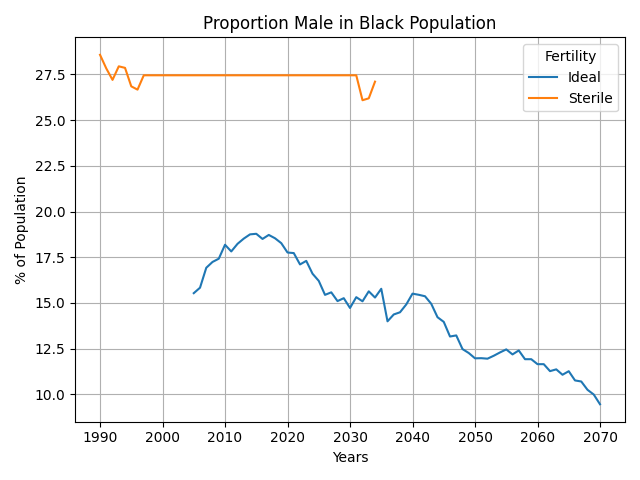 Proportion Male in Black Population
Fertility
Ideal
Sterile
% of Population
27.5
25.0
22.5
20.0
17.5
15.0
12.5
10.0
1990 2000 2010 2020 2030 2040 2050 2060 2070
Years